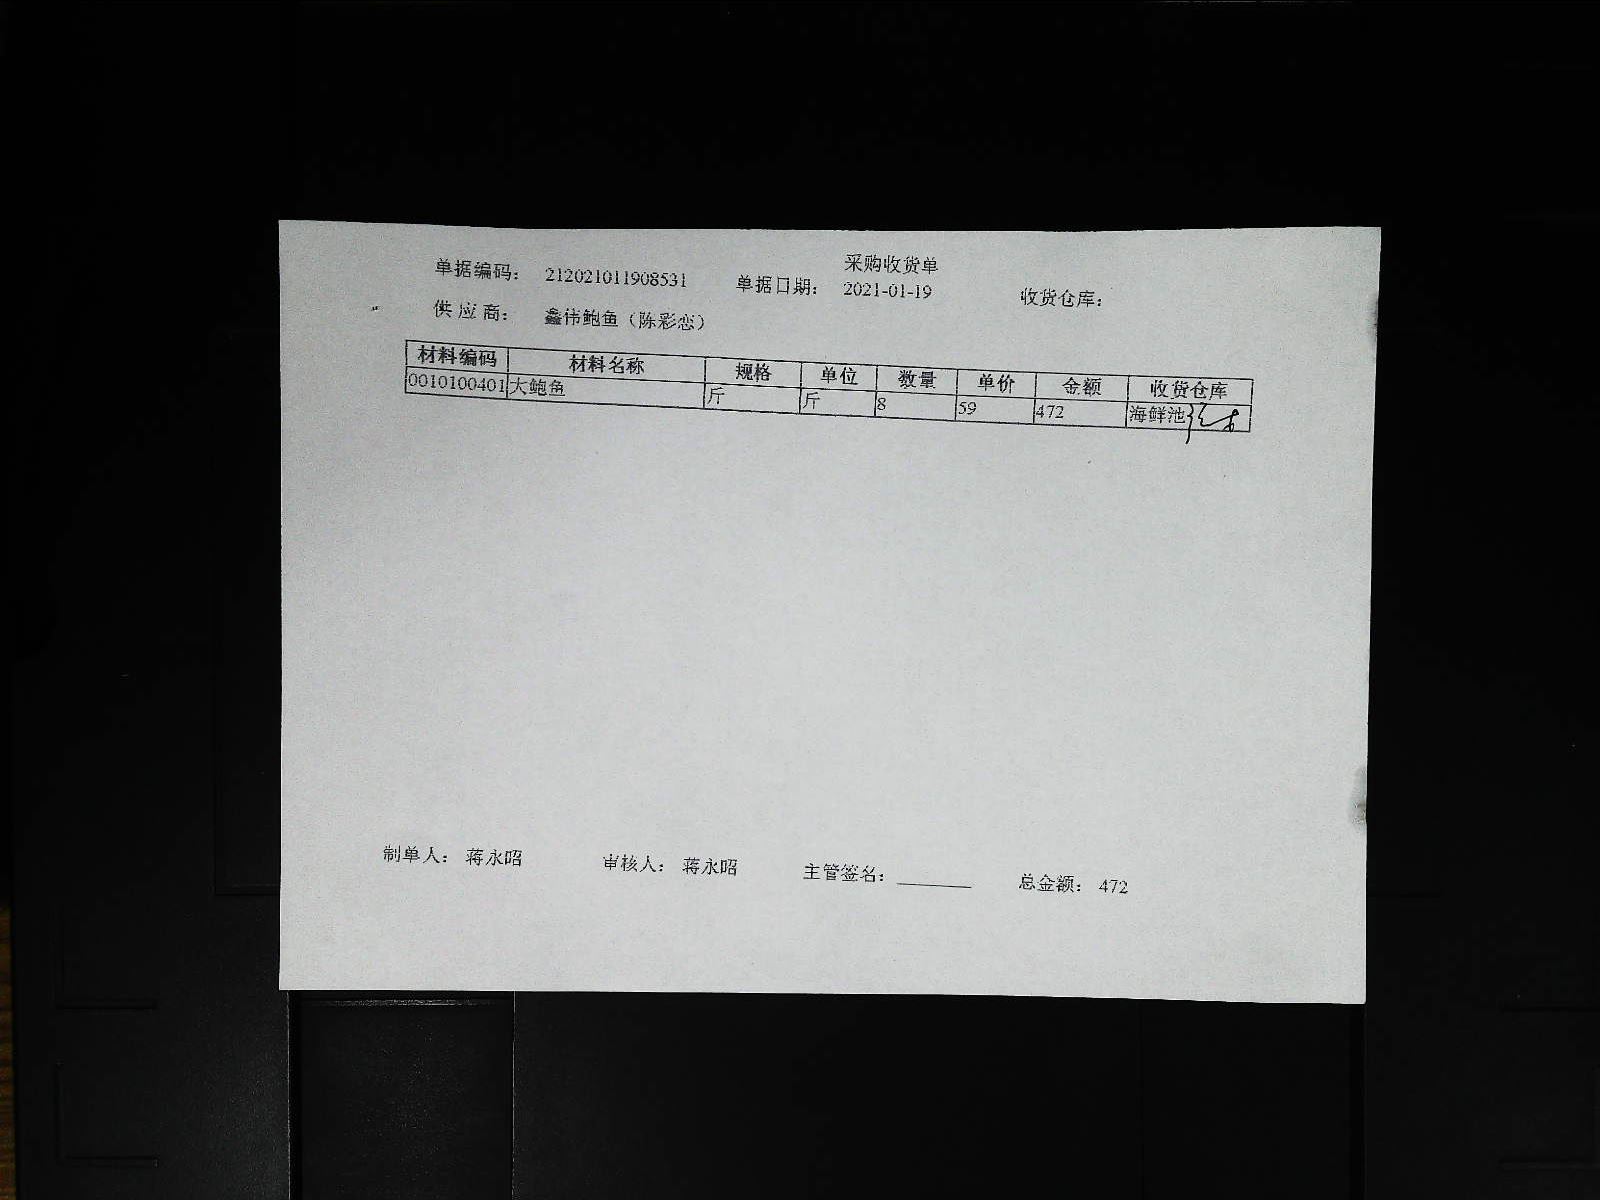 采购收货单
单据编码： 212021011908531 单据日期： 2021-01-19 收货仓库：
供 应 商： 鑫伟鲍鱼（陈彩恋）
材料编码 材料名称 规格 单位 数量 单价 金额 收货仓库
0010100401 大鲍鱼 斤 斤 8 59 472 海鲜池
制单人： 蒋永昭 审核人： 蒋永昭 主管签名： 总金额： 472